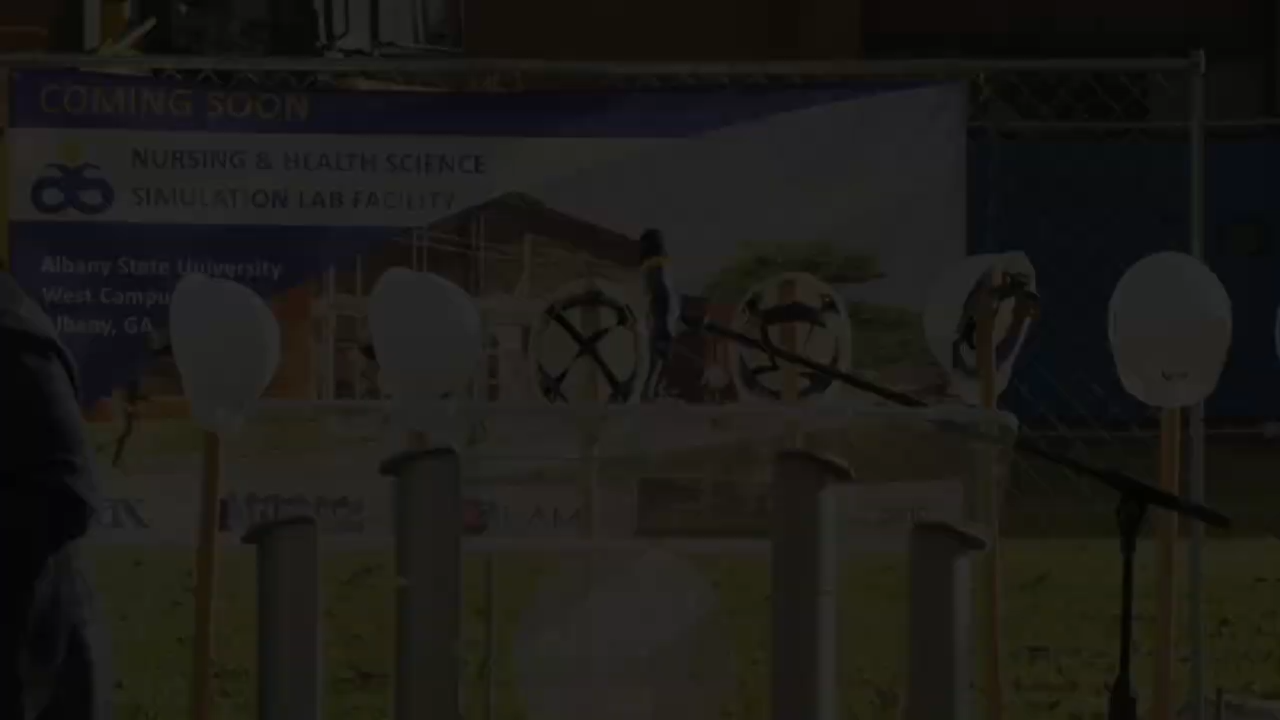 COMING SOON
NURSING & HEALTH SCIENCE
SIMULATION LAB FACILITY
Albany State University
West Campus
Albany, GA